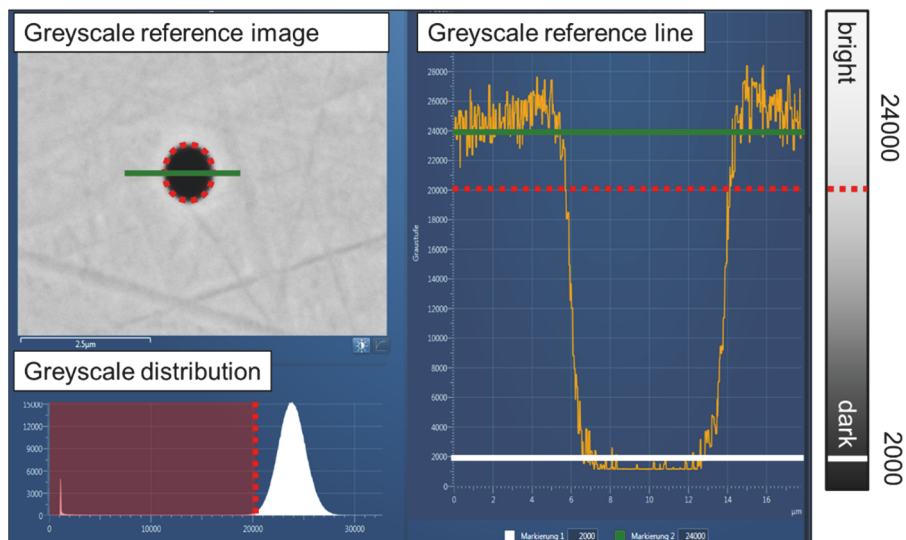 Greyscale reference image
2.5µm
Greyscale distribution
15000
12000
9000
6000
3000
0
0 10000 20000 30000
Greyscale reference line
28000
26000
24000
22000
20000
18000
16000
14000
12000
10000
8000
6000
4000
2000
0
Graustufe
0 2 4 6 8 10 12 14 16
µm
Markierung 1 2000 Markierung 2 24000
bright
24000
dark
2000